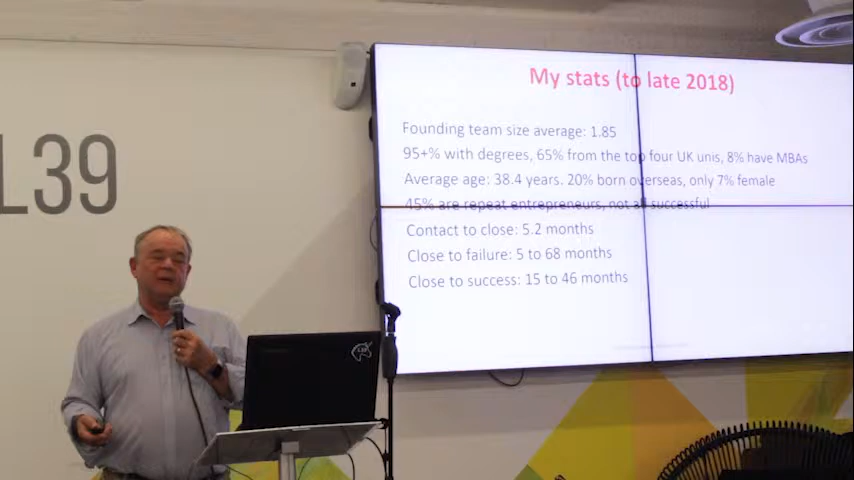 L39
My stats (to late 2018)
Founding team size average: 1.85
95+% with degrees, 65% from the top four UK unis, 8% have MBAs
Average age: 38.4 years. 20% born overseas, only 7% female
45% are repeat entrepreneurs, not all successful
Contact to close: 5.2 months
Close to failure: 5 to 68 months
Close to success: 15 to 46 months
L39